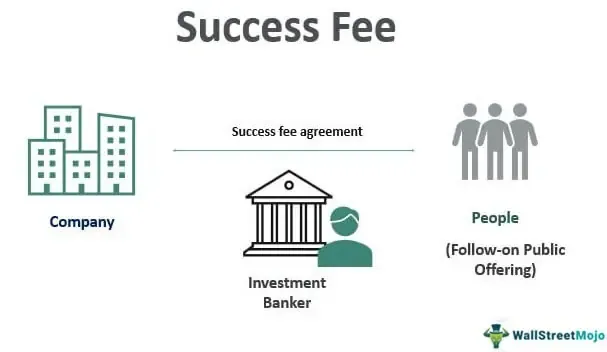 Success Fee
Success fee agreement
Company
Investment
Banker
People
(Follow-on Public
Offering)
WallStreetMojo